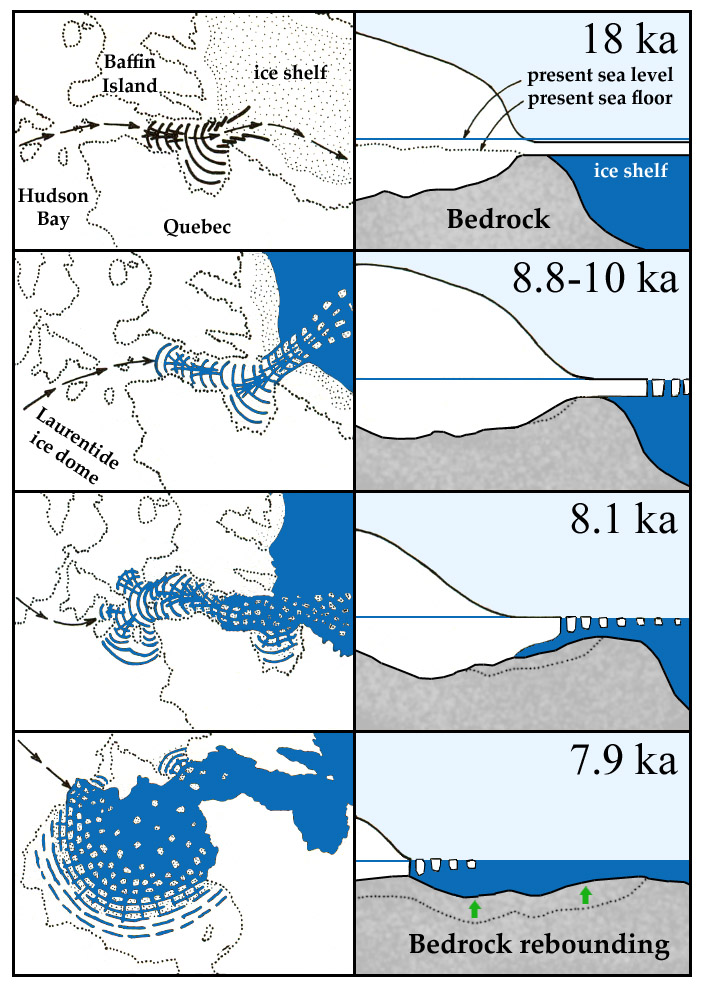 Baffin
Island
ice shelf
Hudson
Bay
Quebec
18 ka
present sea level
present sea floor
ice shelf
Bedrock
Laurentide
ice dome
8.8-10 ka
8.1 ka
7.9 ka
Bedrock rebounding